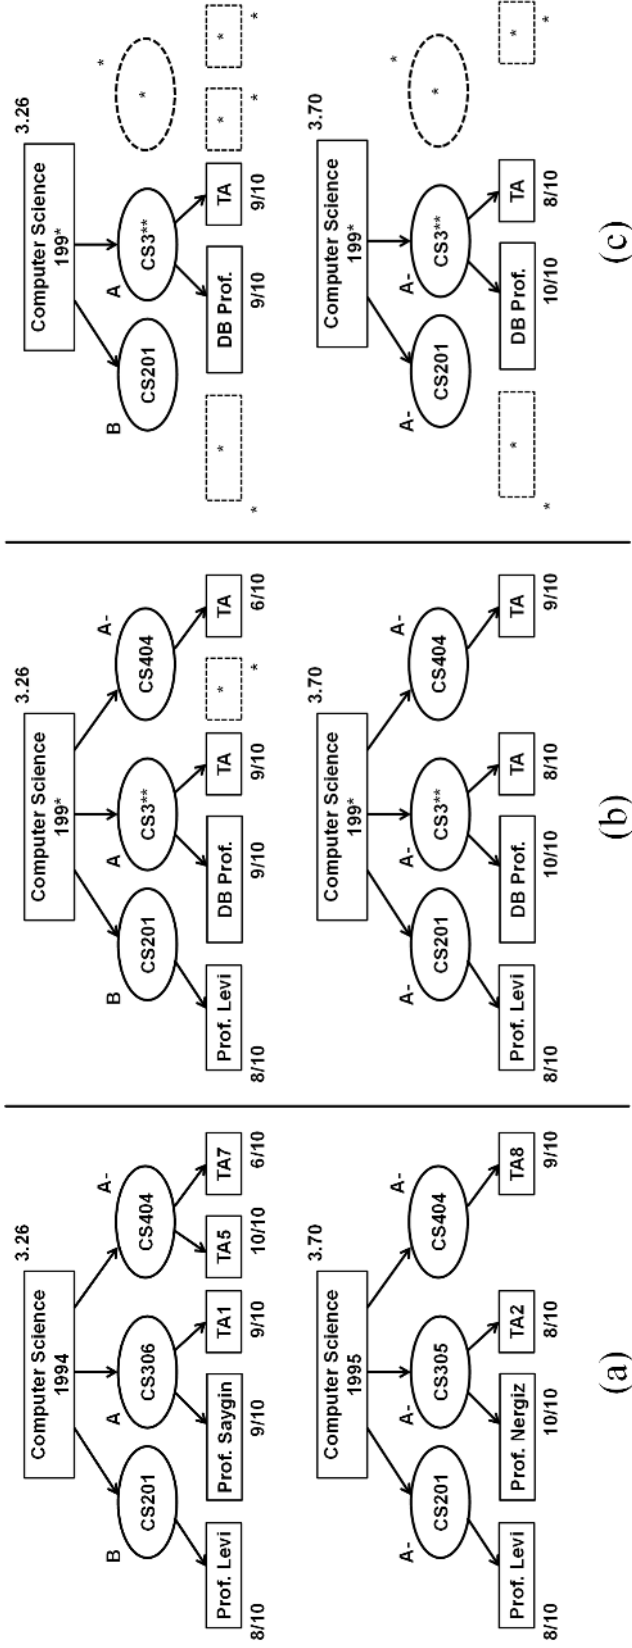 3.26
Computer Science
1994
B
A
A-
CS201
CS306
CS404
Prof. Levi
Prof. Saygin
TA1
TA5
TA7
8/10
9/10
9/10
10/10
6/10
3.70
Computer Science
1995
A-
A-
A-
CS201
CS305
CS404
Prof. Levi
Prof. Nergiz
TA2
TA8
8/10
10/10
8/10
9/10
(a)
3.26
Computer Science
199*
B
A
A-
CS201
CS3**
CS404
Prof. Levi
DB Prof.
TA
*
TA
8/10
9/10
9/10
*
6/10
3.70
Computer Science
199*
A-
A-
A-
CS201
CS3**
CS404
Prof. Levi
DB Prof.
TA
TA
8/10
10/10
8/10
9/10
(b)
3.26
Computer Science
199*
B
A
*
CS201
CS3**
*
*
DB Prof.
TA
*
*
*
9/10
9/10
*
*
3.70
Computer Science
199*
A-
A-
*
CS201
CS3**
*
*
DB Prof.
TA
*
*
10/10
8/10
*
(c)